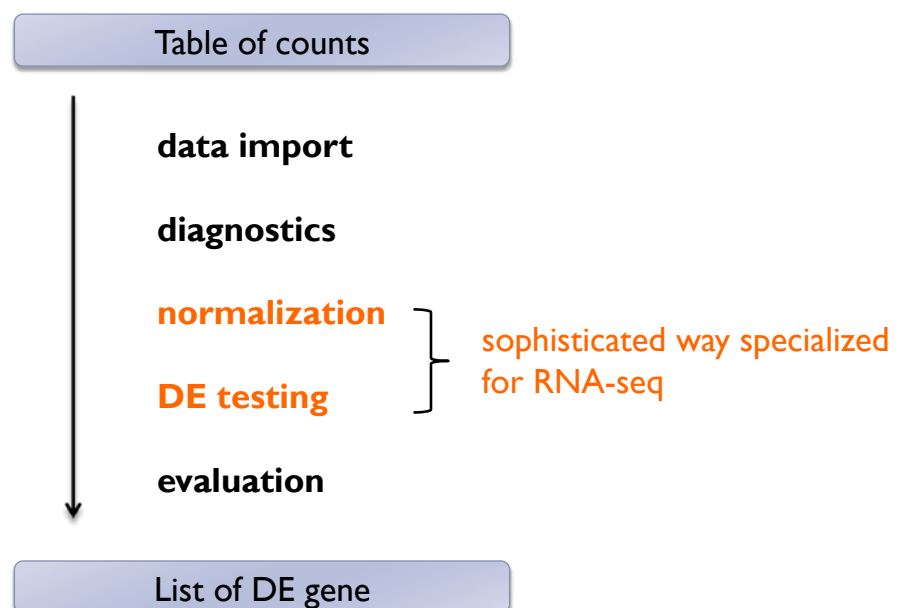 Table of counts
data import
diagnostics
normalization
DE testing
sophisticated way specialized
for RNA-seq
evaluation
List of DE gene